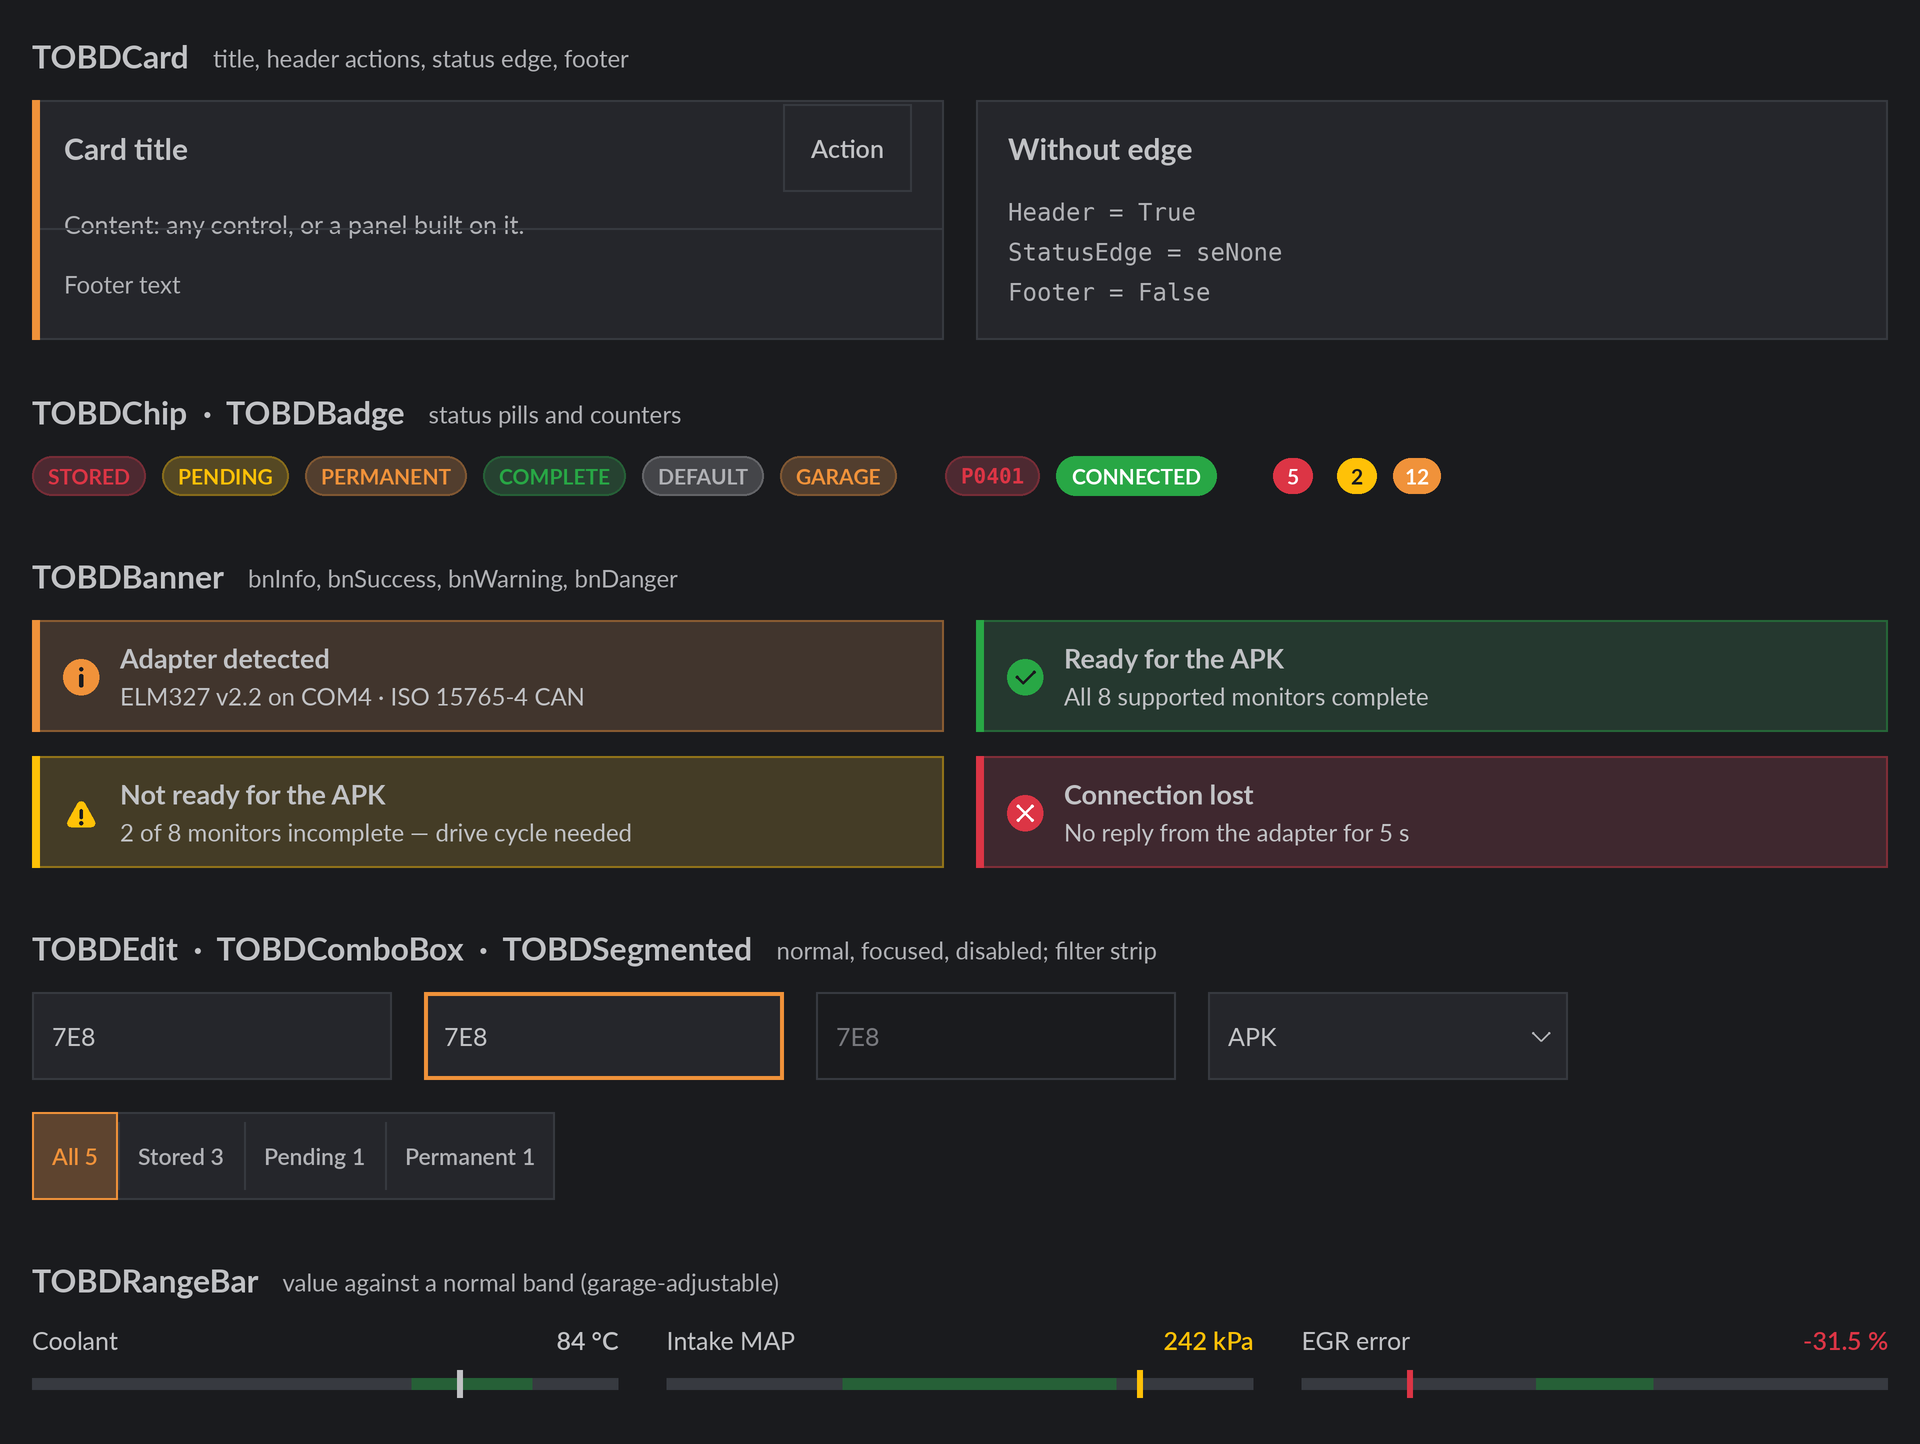 TOBDCard title, header actions, status edge, footer
Card title
Action
Content: any control, or a panel built on it.
Footer text
Without edge
Header = True
StatusEdge = seNone
Footer = False
TOBDChip · TOBDBadge status pills and counters
STORED PENDING PERMANENT COMPLETE DEFAULT GARAGE P0401 CONNECTED 5 2 12
TOBDBanner bnInfo, bnSuccess, bnWarning, bnDanger
Adapter detected
ELM327 v2.2 on COM4 · ISO 15765-4 CAN
Ready for the APK
All 8 supported monitors complete
Not ready for the APK
2 of 8 monitors incomplete — drive cycle needed
Connection lost
No reply from the adapter for 5 s
TOBDEdit · TOBDComboBox · TOBDSegmented normal, focused, disabled; filter strip
7E8 7E8 7E8 APK
All 5 Stored 3 Pending 1 Permanent 1
TOBDRangeBar value against a normal band (garage-adjustable)
Coolant 84 °C Intake MAP 242 kPa EGR error -31.5 %